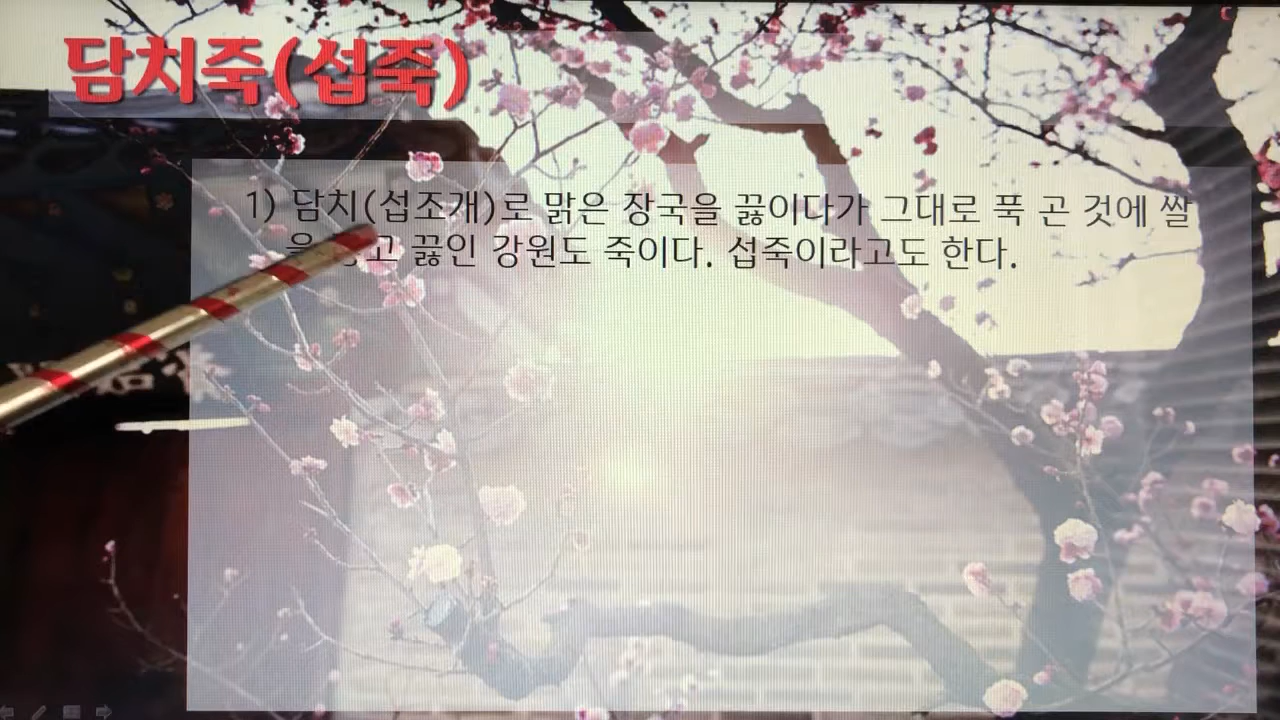 담치죽(섭죽)
1) 담치(섭조개)로 맑은 장국을 끓이다가 그대로 푹 곤 것에 쌀
을 고 끓인 강원도 죽이다. 섭죽이라고도 한다.